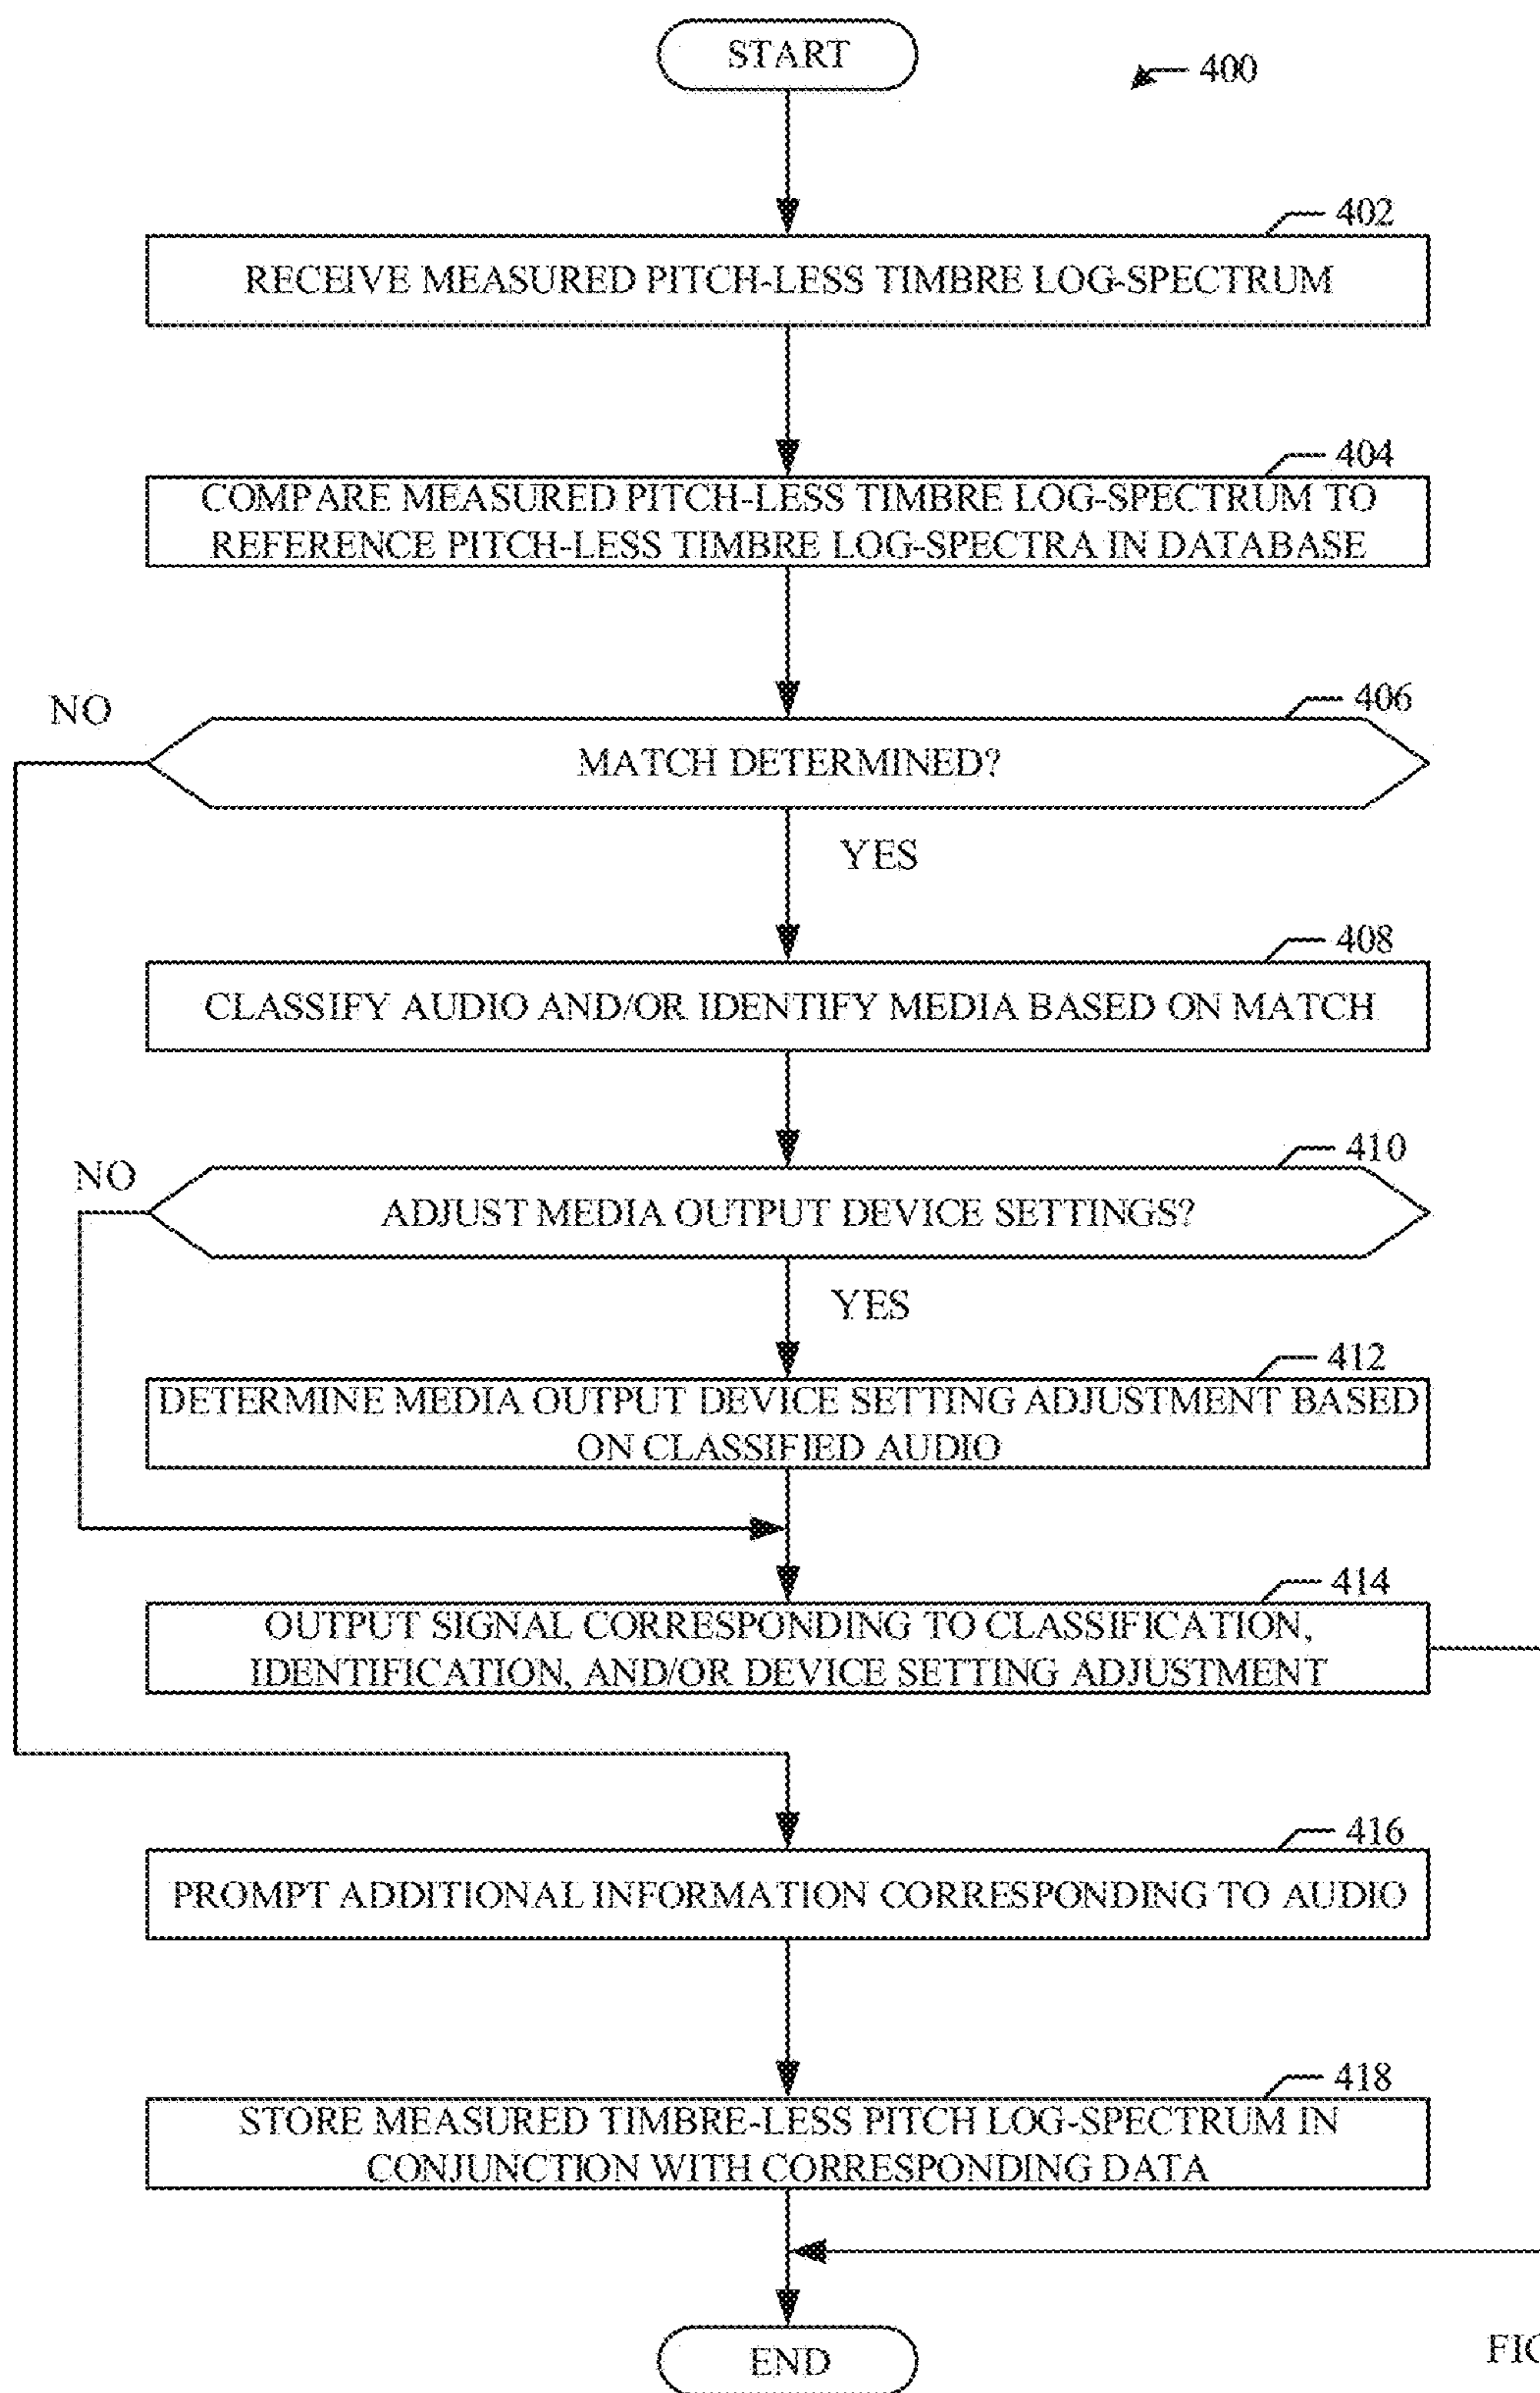 START
400
402
RECEIVE MEASURED PITCH-LESS TIMBRE LOG-SPECTRUM
404
COMPARE MEASURED PITCH-LESS TIMBRE LOG-SPECTRUM TO
REFERENCE PITCH-LESS TIMBRE LOG-SPECTRA IN DATABASE
NO
406
MATCH DETERMINED?
YES
408
CLASSIFY AUDIO AND/OR IDENTIFY MEDIA BASED ON MATCH
NO
410
ADJUST MEDIA OUTPUT DEVICE SETTINGS?
YES
412
DETERMINE MEDIA OUTPUT DEVICE SETTING ADJUSTMENT BASED
ON CLASSIFIED AUDIO
414
OUTPUT SIGNAL CORRESPONDING TO CLASSIFICATION,
IDENTIFICATION, AND/OR DEVICE SETTING ADJUSTMENT
416
PROMPT ADDITIONAL INFORMATION CORRESPONDING TO AUDIO
418
STORE MEASURED TIMBRE-LESS PITCH LOG-SPECTRUM IN
CONJUNCTION WITH CORRESPONDING DATA
END